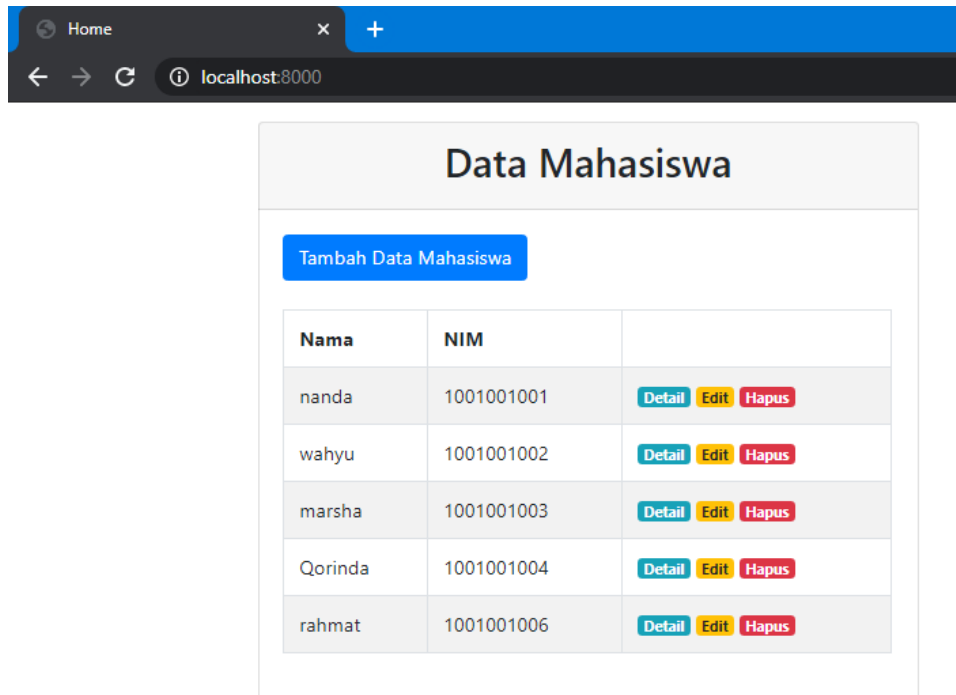 Home
localhost:8000
Data Mahasiswa
Tambah Data Mahasiswa
Nama NIM
nanda 1001001001 Detail Edit Hapus
wahyu 1001001002 Detail Edit Hapus
marsha 1001001003 Detail Edit Hapus
Qorinda 1001001004 Detail Edit Hapus
rahmat 1001001006 Detail Edit Hapus